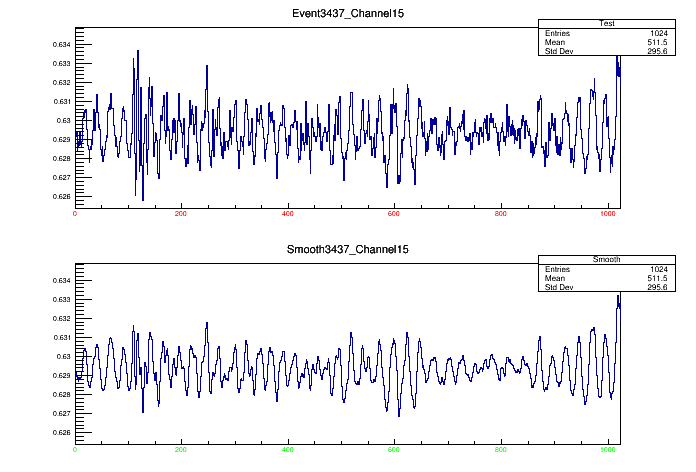 Event3437_Channel15
Test
Entries 1024
Mean 511.5
Std Dev 295.6
0.634
0.633
0.632
0.631
0.63
0.629
0.628
0.627
0.626
0 200 400 600 800 1000
Smooth3437_Channel15
Smooth
Entries 1024
Mean 511.5
Std Dev 295.6
0.634
0.633
0.632
0.631
0.63
0.629
0.628
0.627
0.626
0 200 400 600 800 1000